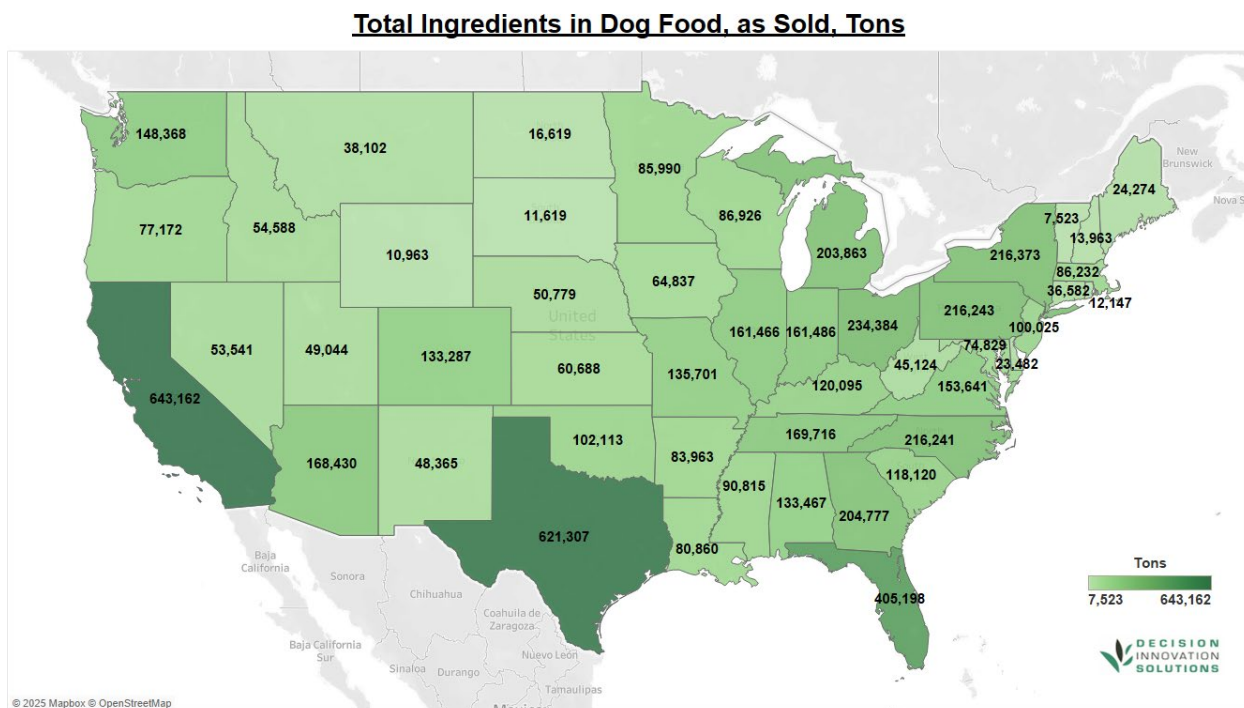 Total Ingredients in Dog Food, as Sold, Tons
148,368
38,102
16,619
85,990
New
Brunswick
24,274
Nova S
77,172
54,588
10,963
11,619
86,926
203,863
7,523
13,963
216,373
86,232
36,582
12,147
50,779
United
States
64,837
216,243
100,025
53,541
49,044
133,287
60,688
135,701
161,466
161,486
234,384
45,124
74,829
23,482
153,641
120,095
643,162
168,430
48,365
102,113
83,963
169,716
216,241
118,120
90,815
133,467
204,777
621,307
80,860
405,198
Baja
California
Sonora
Chihuahua
Coahuila de
Zaragoza
Baja California
Sur
Sinaloa
Durango
Nuevo León
Tamaulipas
Tons
7,523
643,162
DECISION
INNOVATION
SOLUTIONS
© 2025 Mapbox © OpenStreetMap